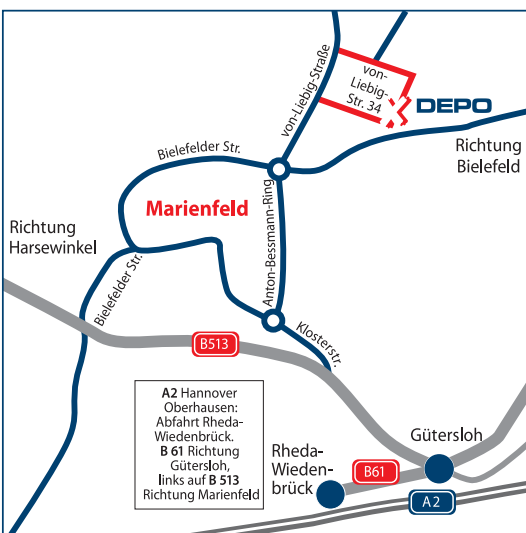 von-Liebig-Straße
von-
Liebig-
Str. 34
DEPO
Bielefelder Str.
Richtung
Bielefeld
Marienfeld
Anton-Bessmann-Ring
Richtung
Harsewinkel
Bielefelder Str.
Klosterstr.
B513
A2 Hannover
Oberhausen:
Abfahrt Rheda-
Wiedenbrück.
B 61 Richtung
Gütersloh,
links auf B 513
Richtung Marienfeld
Gütersloh
Rheda-
Wieden-
brück
B61
A2